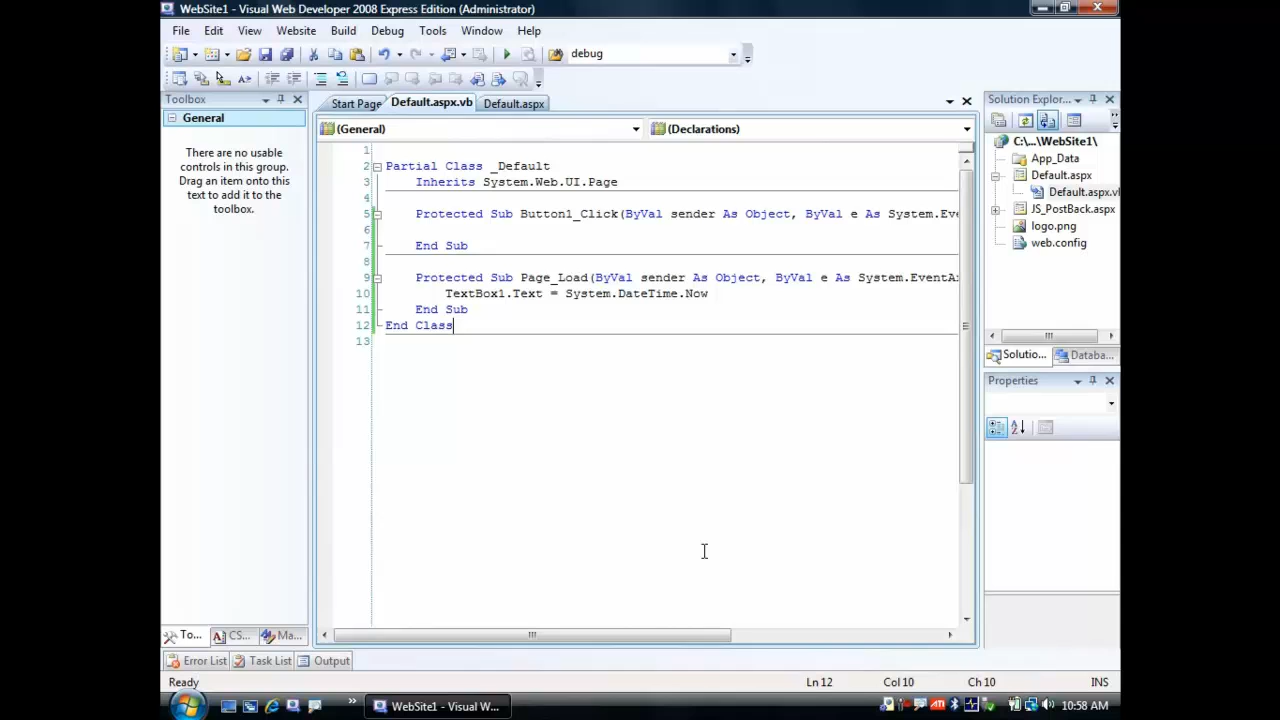 WebSite1 - Visual Web Developer 2008 Express Edition (Administrator)
File Edit View Website Build Debug Tools Window Help
debug
Toolbox
General
There are no usable
controls in this group.
Drag an item onto this
text to add it to the
toolbox.
To... CS... Ma...
Start Page Default.aspx.vb Default.aspx
(General) (Declarations)
1
2 Partial Class _Default
3 Inherits System.Web.UI.Page
4
5 Protected Sub Button1_Click(ByVal sender As Object, ByVal e As System.Eve
6
7 End Sub
8
9 Protected Sub Page_Load(ByVal sender As Object, ByVal e As System.EventA
10 TextBox1.Text = System.DateTime.Now
11 End Sub
12 End Class
13
Solution Explor...
C:\...\WebSite1\
App_Data
Default.aspx
Default.aspx.vl
JS_PostBack.aspx
logo.png
web.config
Solutio... Databa...
Properties
Error List Task List Output
Ready Ln 12 Col 10 Ch 10 INS
WebSite1 - Visual W... 10:58 AM